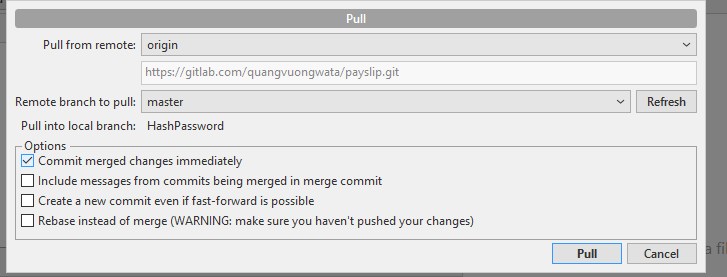 Pull
Pull from remote: origin
https://gitlab.com/quangvuongwata/payslip.git
Remote branch to pull: master Refresh
Pull into local branch: HashPassword
Options
Commit merged changes immediately
Include messages from commits being merged in merge commit
Create a new commit even if fast-forward is possible
Rebase instead of merge (WARNING: make sure you haven't pushed your changes)
Pull Cancel